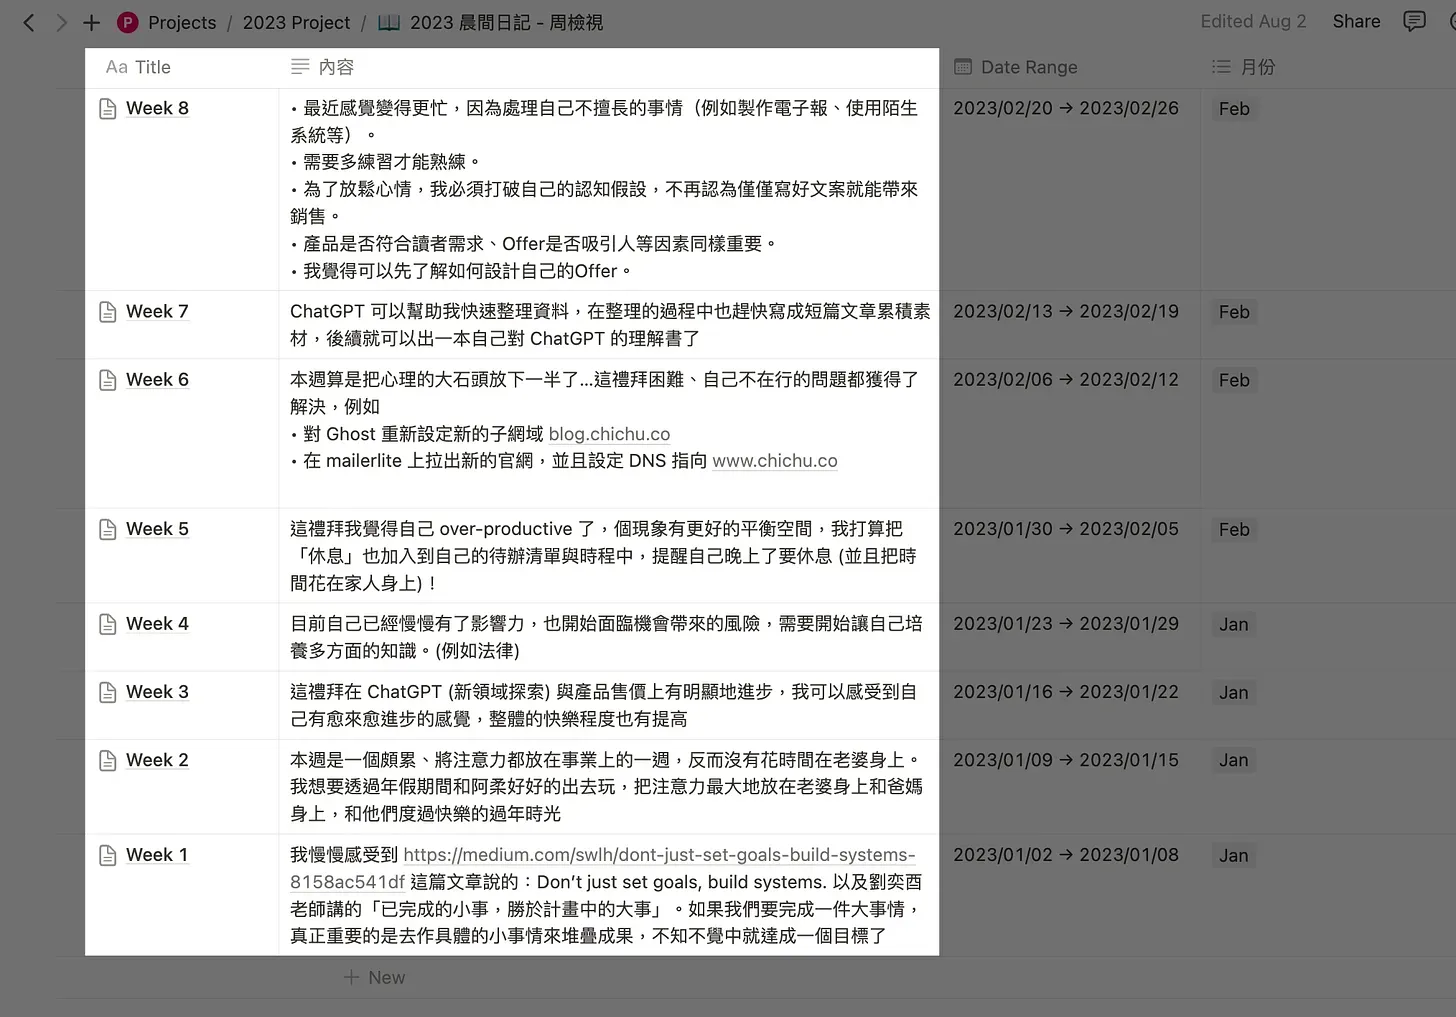 Projects / 2023 Project / 2023 晨間日記 - 周檢視
Edited Aug 2 Share
Aa Title 內容 Date Range 月份
Week 8
• 最近感覺變得更忙，因為處理自己不擅長的事情（例如製作電子報、使用陌生
系統等）。
• 需要多練習才能熟練。
• 為了放鬆心情，我必須打破自己的認知假設，不再認為僅僅寫好文案就能帶來
銷售。
• 產品是否符合讀者需求、Offer是否吸引人等因素同樣重要。
• 我覺得可以先了解如何設計自己的Offer。
2023/02/20 → 2023/02/26 Feb
Week 7
ChatGPT 可以幫助我快速整理資料，在整理的過程中也趕快寫成短篇文章累積素
材，後續就可以出一本自己對 ChatGPT 的理解書了
2023/02/13 → 2023/02/19 Feb
Week 6
本週算是把心理的大石頭放下一半了...這禮拜困難、自己不在行的問題都獲得了
解決，例如
• 對 Ghost 重新設定新的子網域 blog.chichu.co
• 在 mailerlite 上拉出新的官網，並且設定 DNS 指向 www.chichu.co
2023/02/06 → 2023/02/12 Feb
Week 5
這禮拜我覺得自己 over-productive 了，個現象有更好的平衡空間，我打算把
「休息」也加入到自己的待辦清單與時程中，提醒自己晚上了要休息 (並且把時
間花在家人身上)！
2023/01/30 → 2023/02/05 Feb
Week 4
目前自己已經慢慢有了影響力，也開始面臨機會帶來的風險，需要開始讓自己培
養多方面的知識。(例如法律)
2023/01/23 → 2023/01/29 Jan
Week 3
這禮拜在 ChatGPT (新領域探索) 與產品售價上有明顯地進步，我可以感受到自
己有愈來愈進步的感覺，整體的快樂程度也有提高
2023/01/16 → 2023/01/22 Jan
Week 2
本週是一個頗累、將注意力都放在事業上的一週，反而沒有花時間在老婆身上。
我想要透過年假期間和阿柔好好的出去玩，把注意力最大地放在老婆身上和爸媽
身上，和他們度過快樂的過年時光
2023/01/09 → 2023/01/15 Jan
Week 1
我慢慢感受到 https://medium.com/swlh/dont-just-set-goals-build-systems-
8158ac541df 這篇文章說的：Don’t just set goals, build systems. 以及劉奕酉
老師講的「已完成的小事，勝於計畫中的大事」。如果我們要完成一件大事情，
真正重要的是去作具體的小事情來堆疊成果，不知不覺中就達成一個目標了
2023/01/02 → 2023/01/08 Jan
+ New